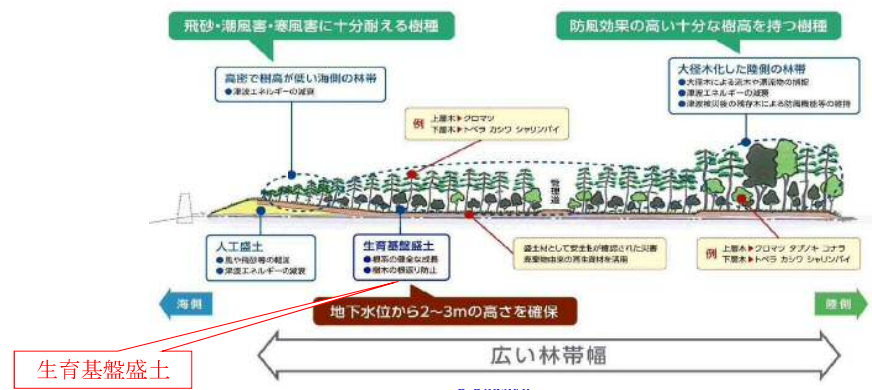 飛砂・潮風害・寒風害に十分耐える樹種
防風効果の高い十分な樹高を持つ樹種
高密で樹高が低い海側の林帯
●津波エネルギーの減衰
大径木化した陸側の林帯
●大径木による流木や漂流物の捕捉
●津波エネルギーの減衰
●津波被災後の残存木による防風機能等の維持
例 上層木▶クロマツ
下層木▶トベラ カシワ シャリンバイ
管理道
人工盛土
●風や飛砂等の軽減
●津波エネルギーの減衰
生育基盤盛土
●根系の健全な成長
●樹木の根返り防止
盛土材として安全性が確認された災害
廃棄物由来の再生資材を活用
例 上層木▶クロマツ タブノキ コナラ
下層木▶トベラ カシワ シャリンバイ
海側
陸側
地下水位から2～3mの高さを確保
広い林帯幅
生育基盤盛土